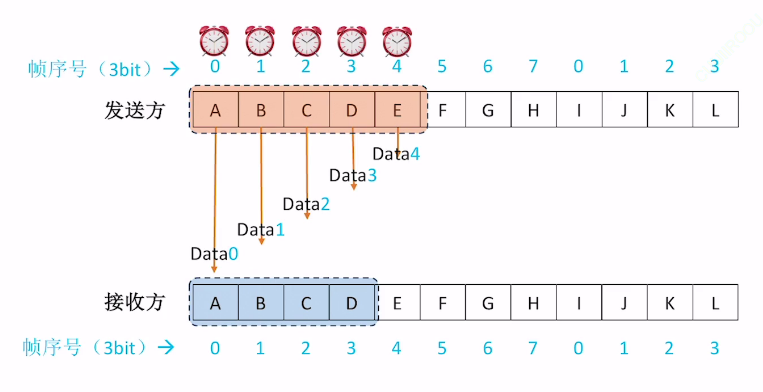 帧序号（3bit）→ 0 1 2 3 4 5 6 7 0 1 2 3
发送方 A B C D E F G H I J K L
Data4
Data3
Data2
Data1
Data0
接收方 A B C D E F G H I J K L
帧序号（3bit）→ 0 1 2 3 4 5 6 7 0 1 2 3